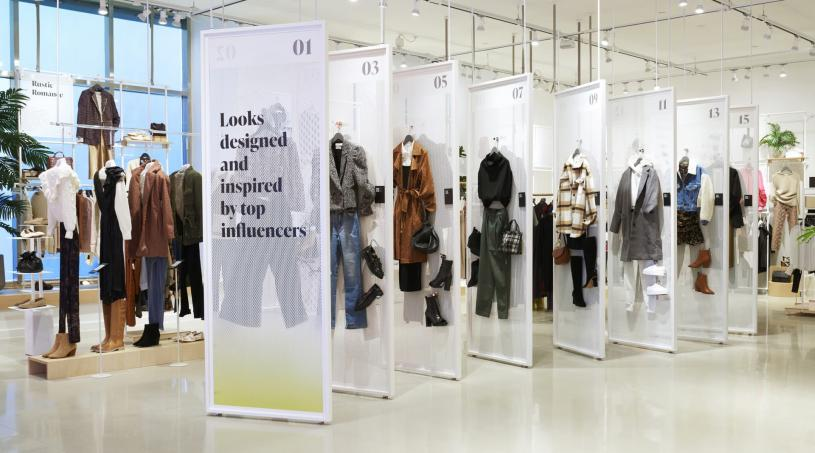 Rustic
Romance
02
01
Looks
designed
and
inspired
by top
influencers
03
05
07
09
11
13
15